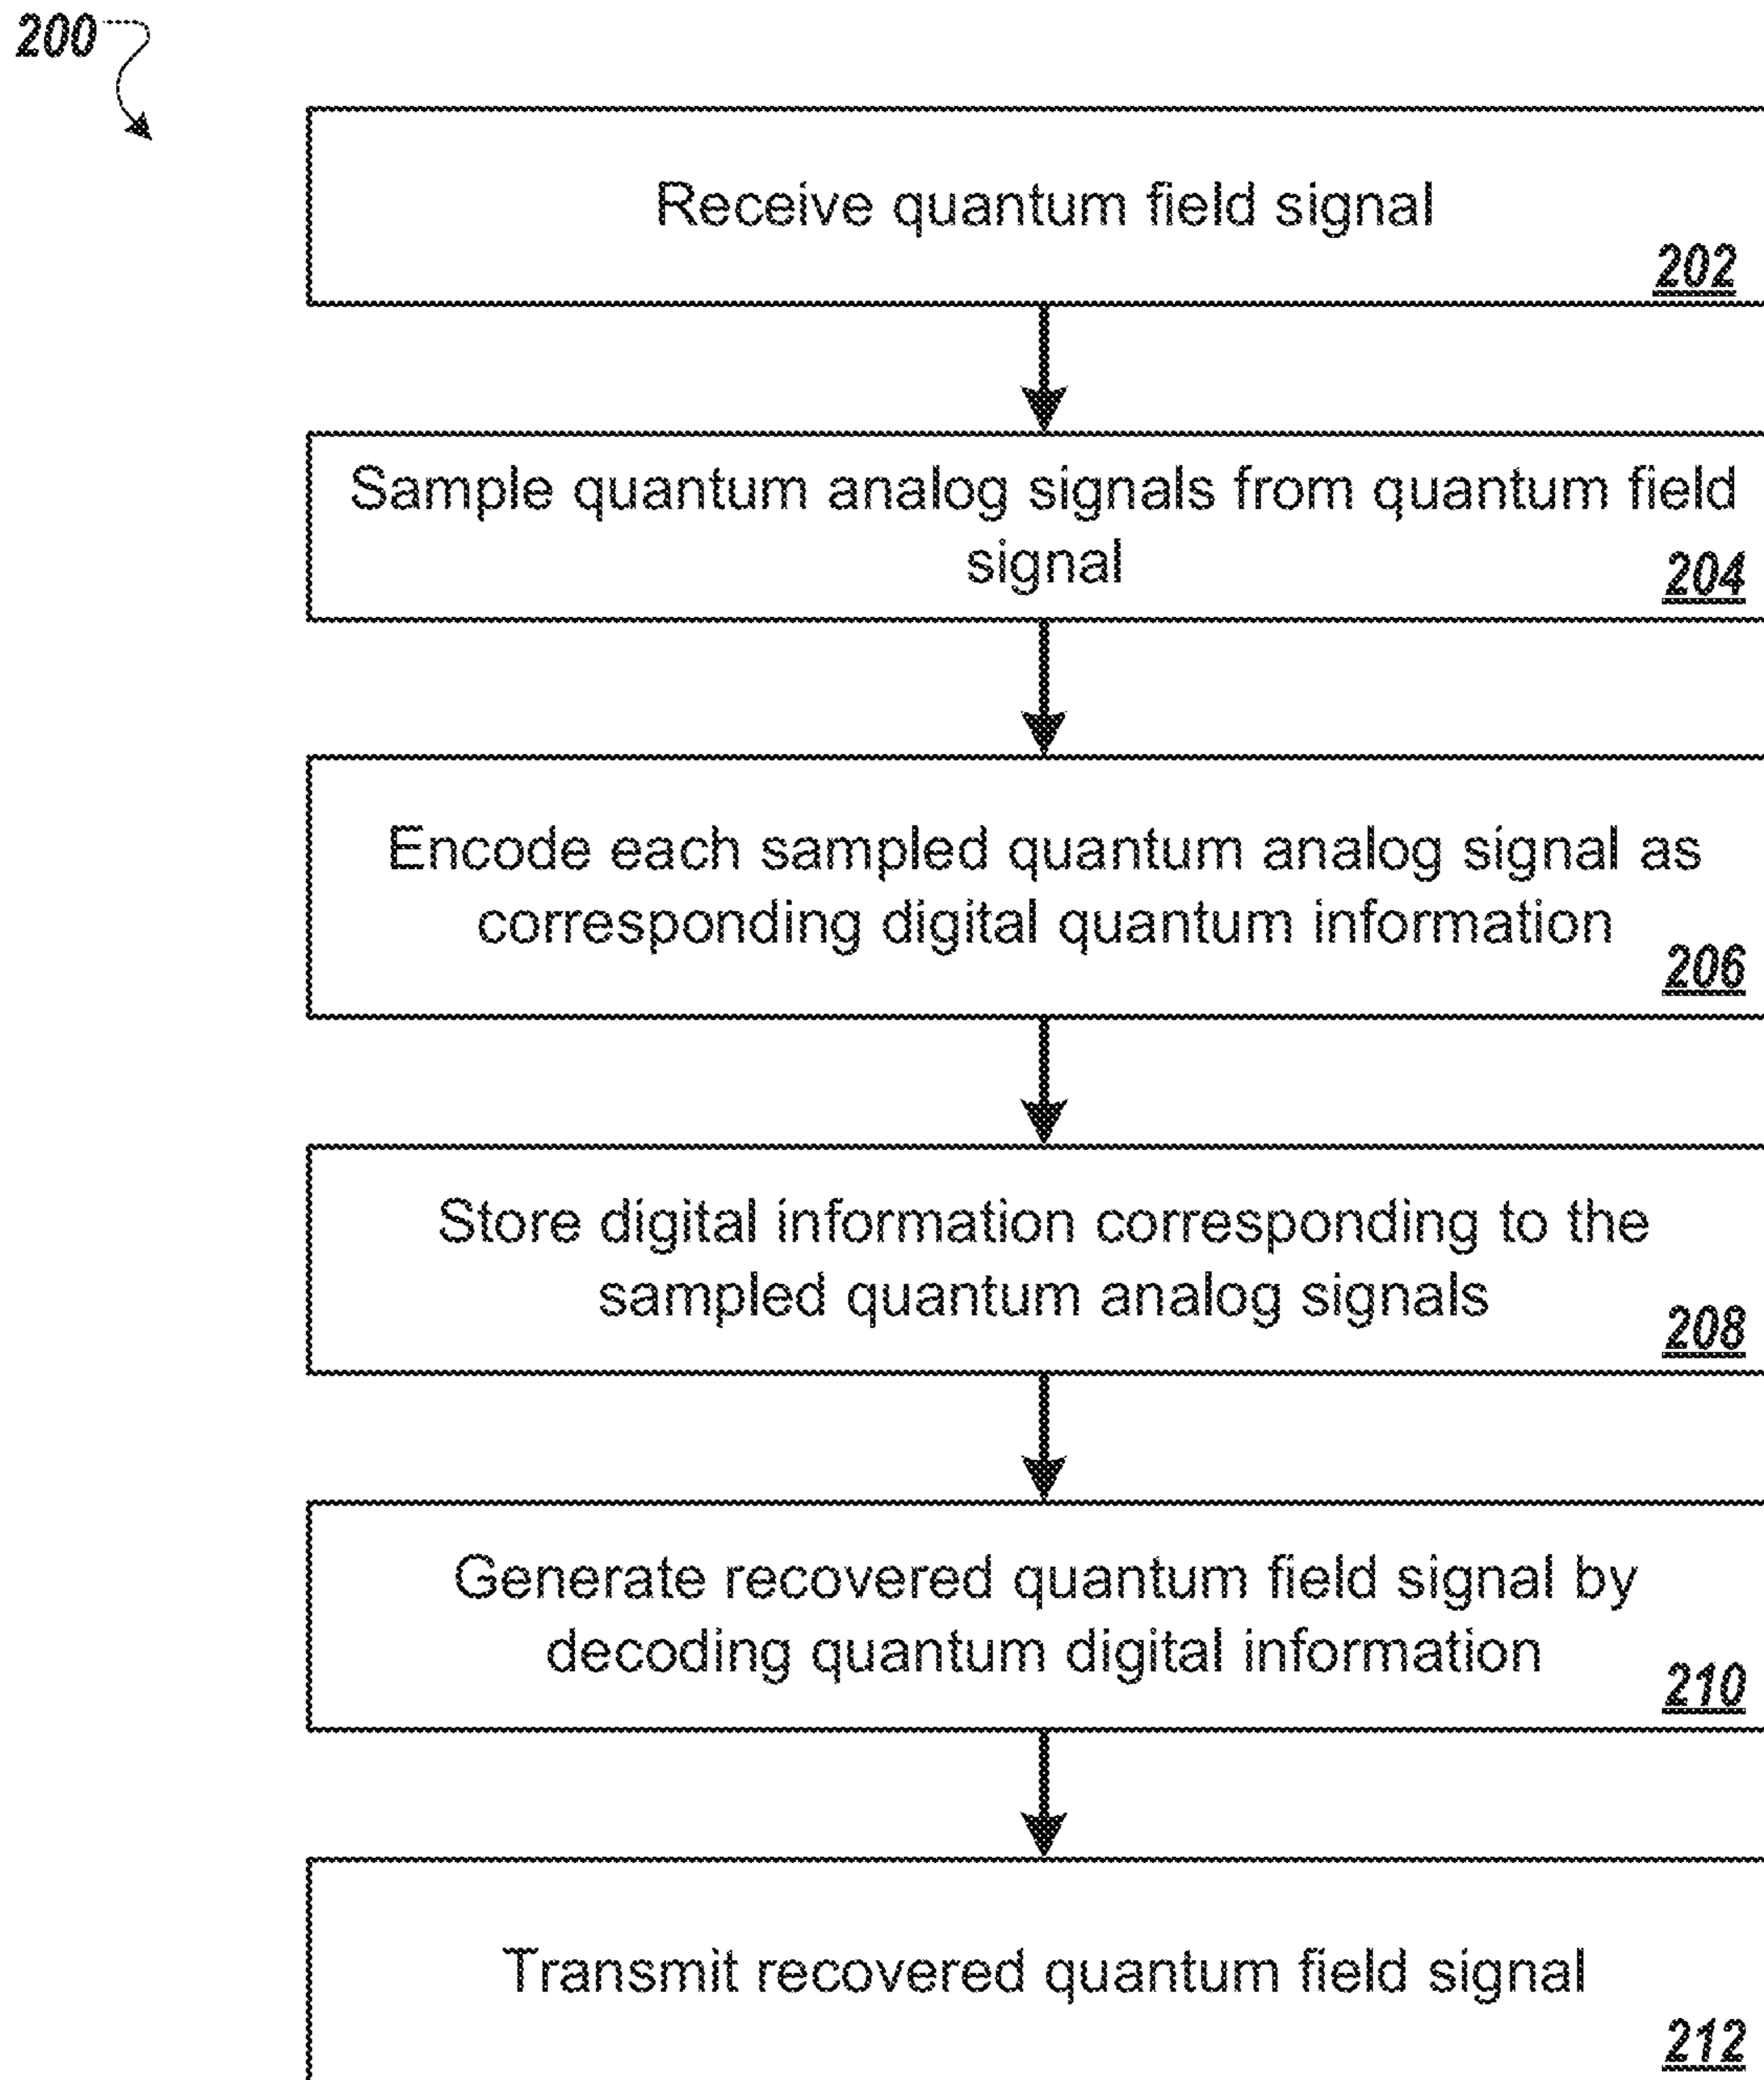 200
Receive quantum field signal
202
Sample quantum analog signals from quantum field
signal
204
Encode each sampled quantum analog signal as
corresponding digital quantum information
206
Store digital information corresponding to the
sampled quantum analog signals
208
Generate recovered quantum field signal by
decoding quantum digital information
210
Transmit recovered quantum field signal
212